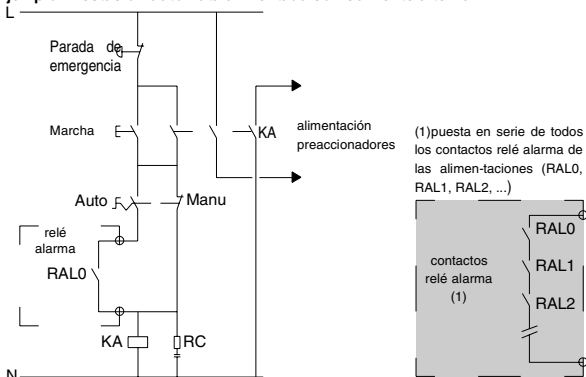 L
Parada de
emergencia
Marcha
KA
alimentación
preaccionadores
Auto
Manu
relé
alarma
RAL0
KA
RC
N
(1)puesta en serie de todos
los contactos relé alarma de
las alimen-taciones (RAL0,
RAL1, RAL2, ...)
contactos
relé alarma
(1)
RAL0
RAL1
RAL2